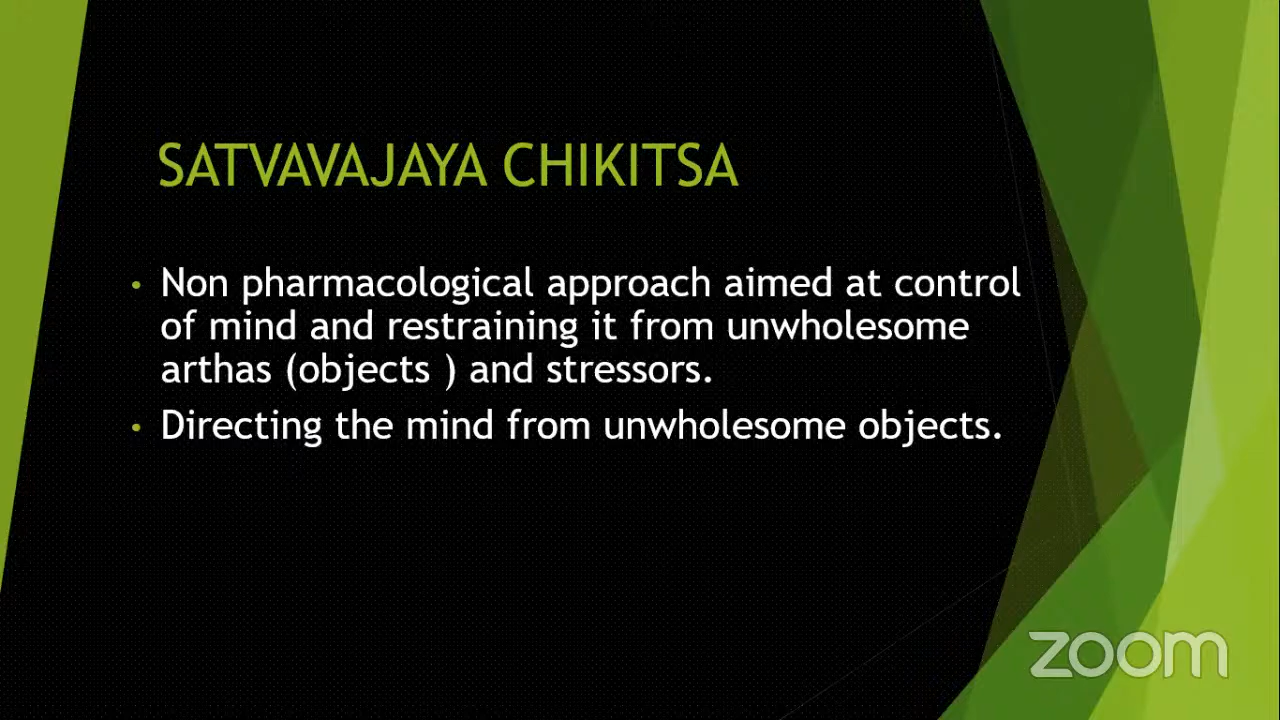 SATVAVAJAYA CHIKITSA
• Non pharmacological approach aimed at control
of mind and restraining it from unwholesome
arthas (objects ) and stressors.
• Directing the mind from unwholesome objects.
zoom